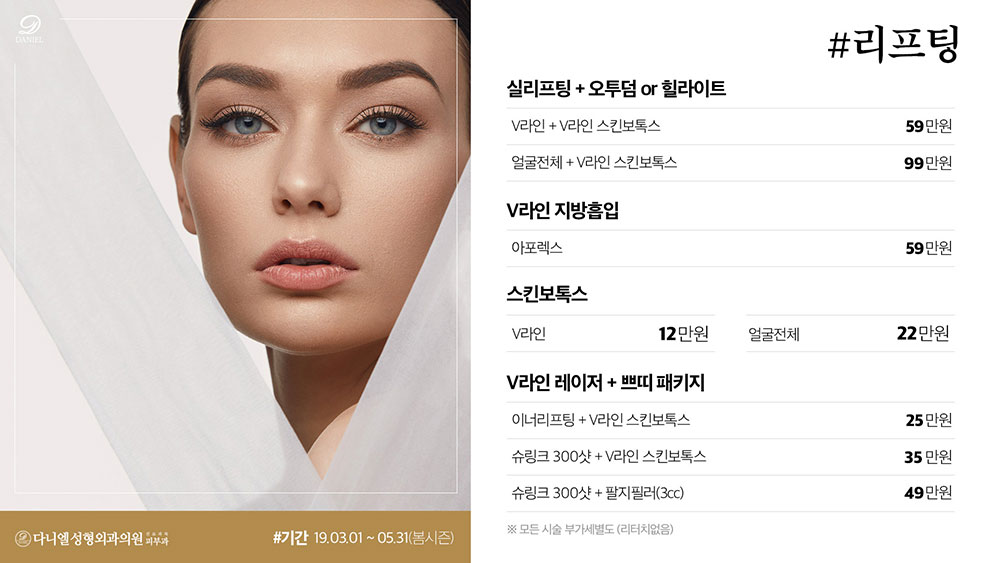 DANIEL
#리프팅
실리프팅 + 오투덤 or 힐라이트
V라인 + V라인 스킨보톡스 59만원
얼굴전체 + V라인 스킨보톡스 99만원
V라인 지방흡입
아포렉스 59만원
스킨보톡스
V라인 12만원 얼굴전체 22만원
V라인 레이저 + 쁘띠 패키지
이너리프팅 + V라인 스킨보톡스 25만원
슈링크 300샷 + V라인 스킨보톡스 35만원
슈링크 300샷 + 팔자필러(3cc) 49만원
※ 모든 시술 부가세별도 (리터치없음)
다니엘성형외과의원 피부과
#기간 19.03.01 ~ 05.31(봄시즌)